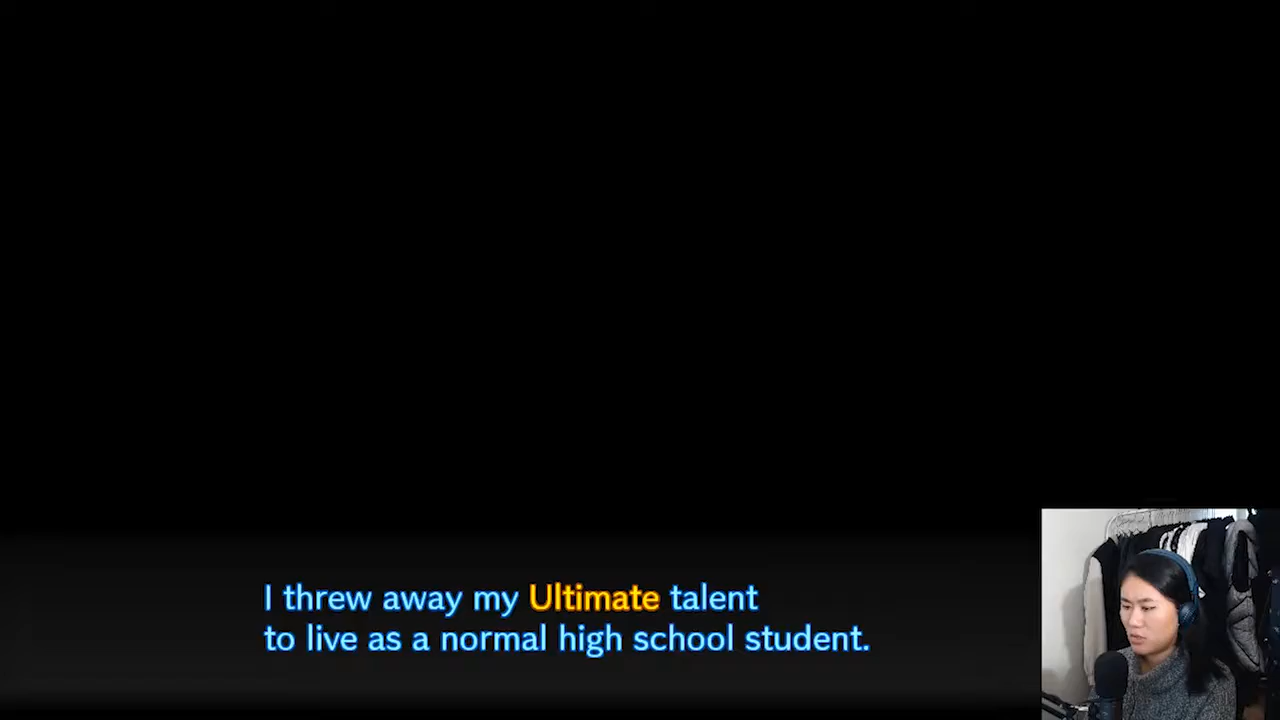 I threw away my Ultimate talent
to live as a normal high school student.